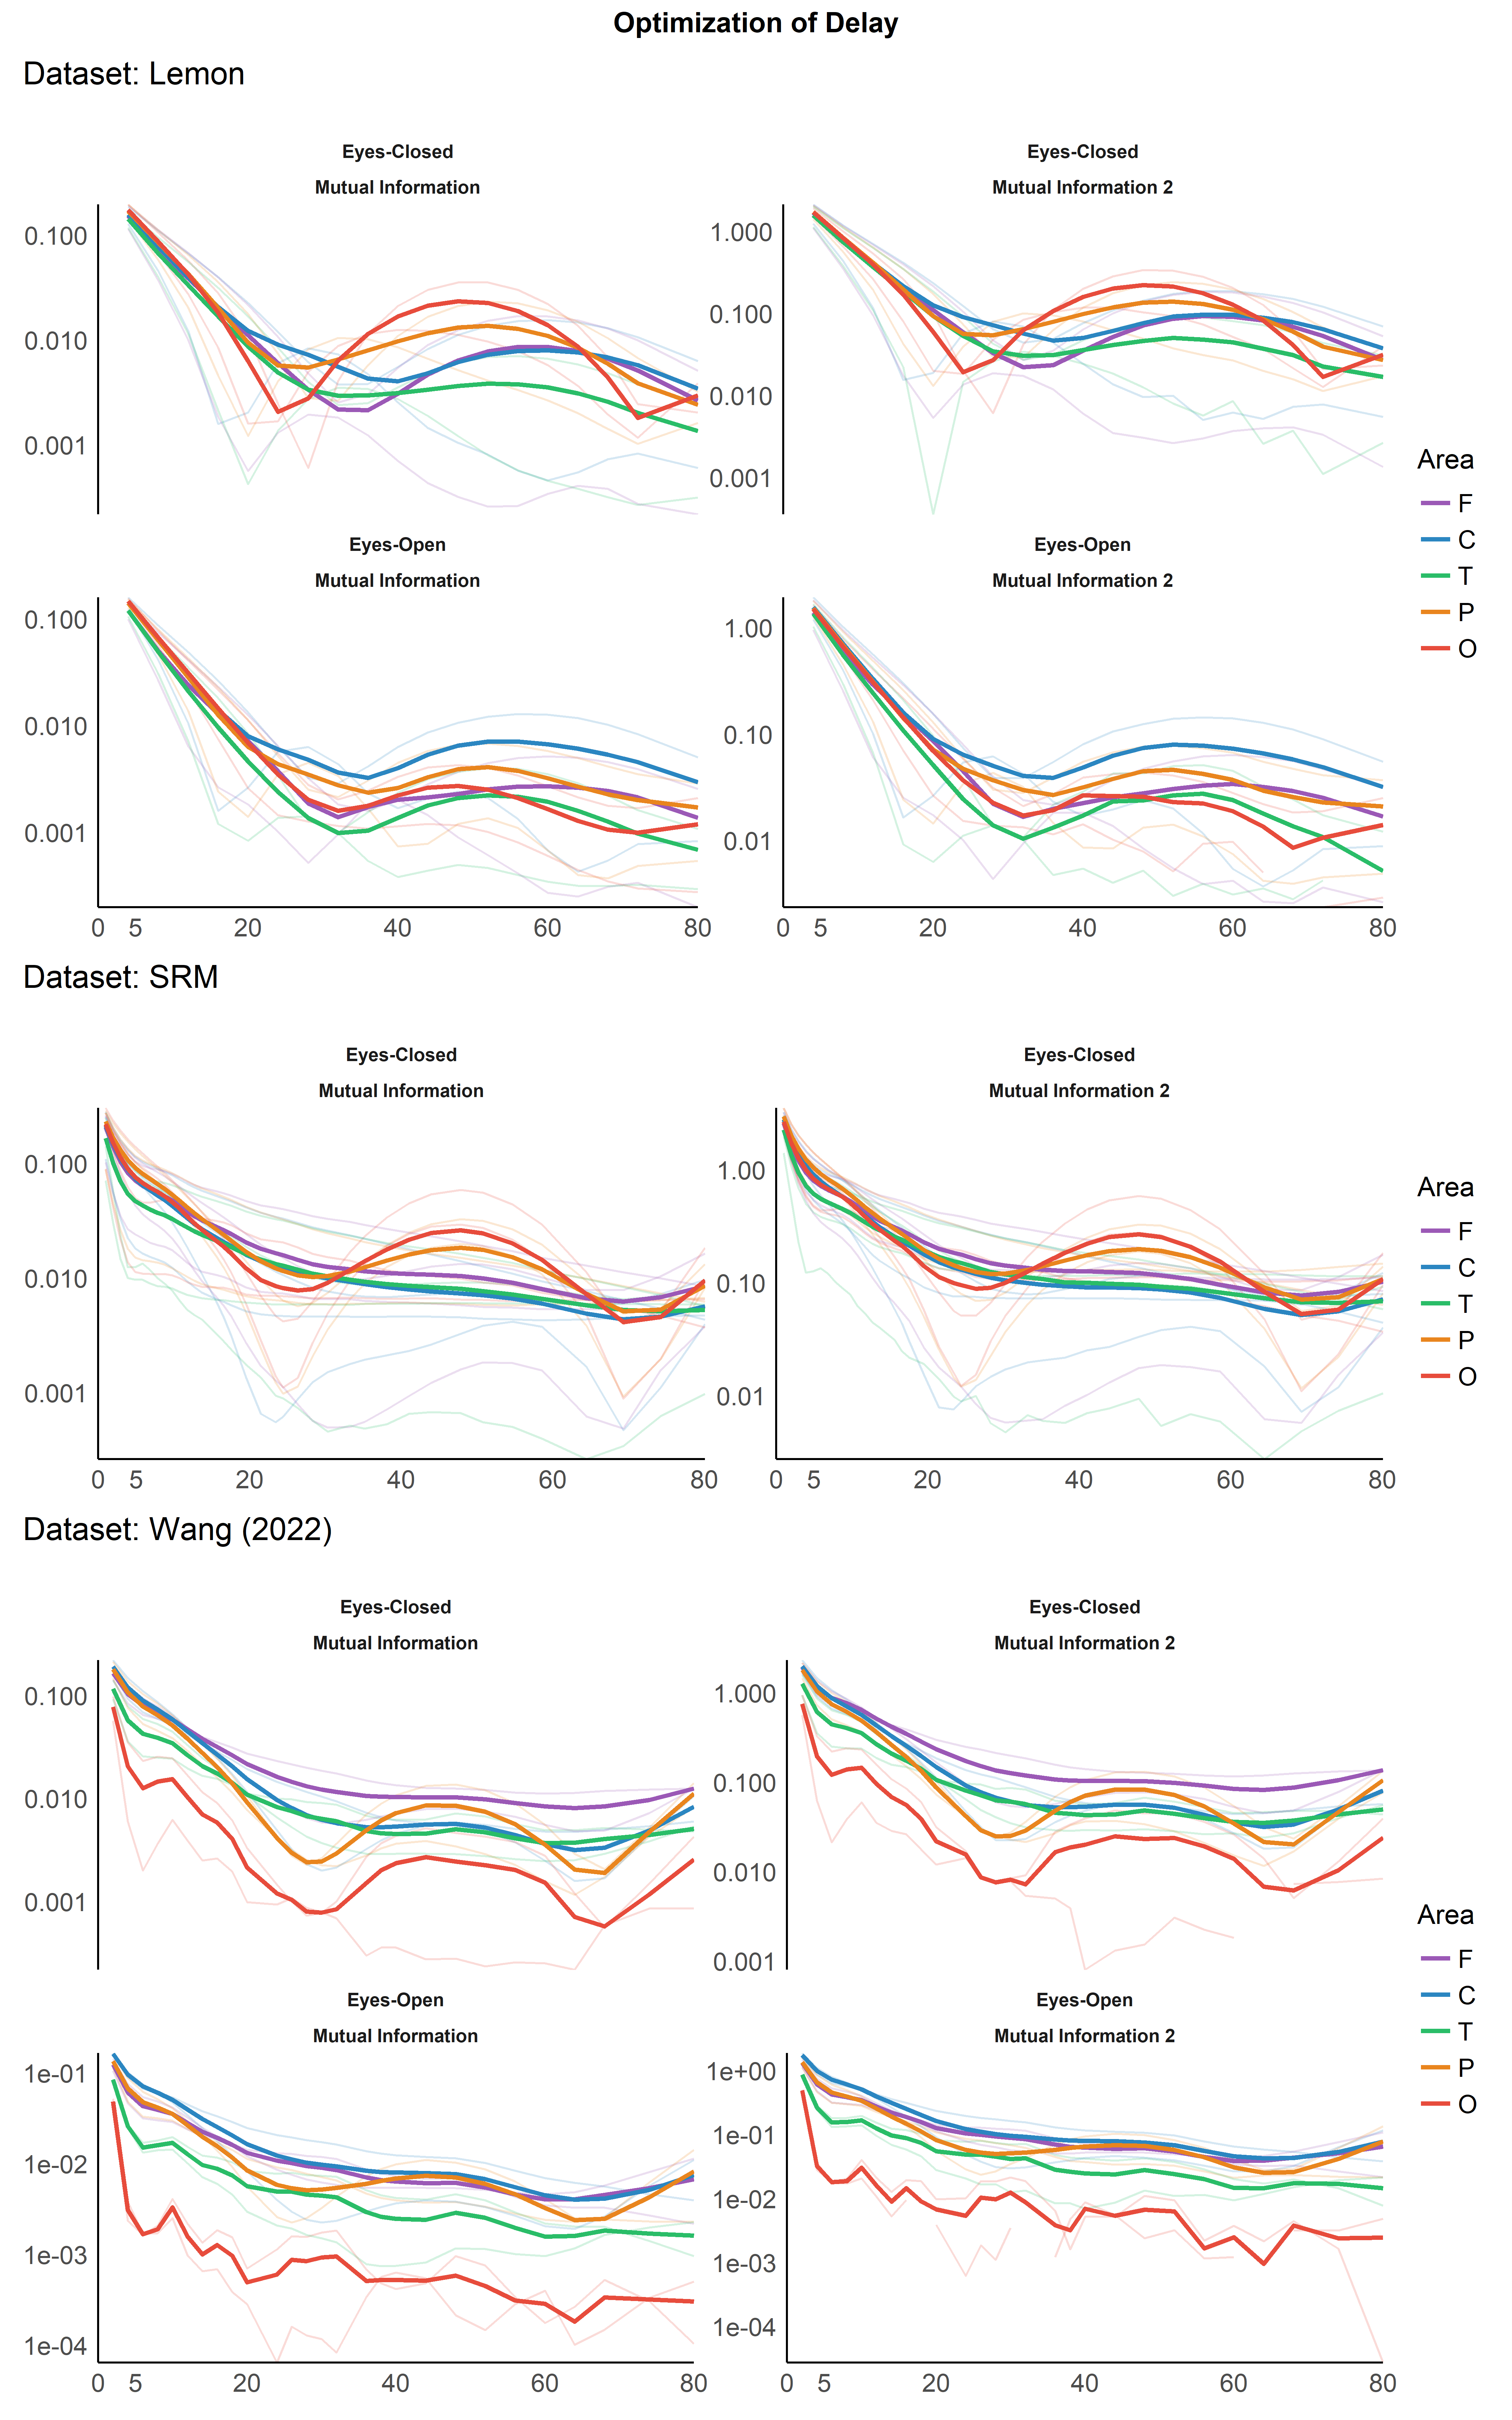 Optimization of Delay
Dataset: Lemon
Eyes-Closed
Mutual Information
0.100
0.010
0.001
Eyes-Closed
Mutual Information 2
1.000
0.100
0.010
0.001
Eyes-Open
Mutual Information
0.100
0.010
0.001
0 5 20 40 60 80
Eyes-Open
Mutual Information 2
1.00
0.10
0.01
0 5 20 40 60 80
Area
F
C
T
P
O
Dataset: SRM
Eyes-Closed
Mutual Information
0.100
0.010
0.001
0 5 20 40 60 80
Eyes-Closed
Mutual Information 2
1.00
0.10
0.01
0 5 20 40 60 80
Area
F
C
T
P
O
Dataset: Wang (2022)
Eyes-Closed
Mutual Information
0.100
0.010
0.001
Eyes-Closed
Mutual Information 2
1.000
0.100
0.010
0.001
Eyes-Open
Mutual Information
1e-01
1e-02
1e-03
1e-04
0 5 20 40 60 80
Eyes-Open
Mutual Information 2
1e+00
1e-01
1e-02
1e-03
1e-04
0 5 20 40 60 80
Area
F
C
T
P
O